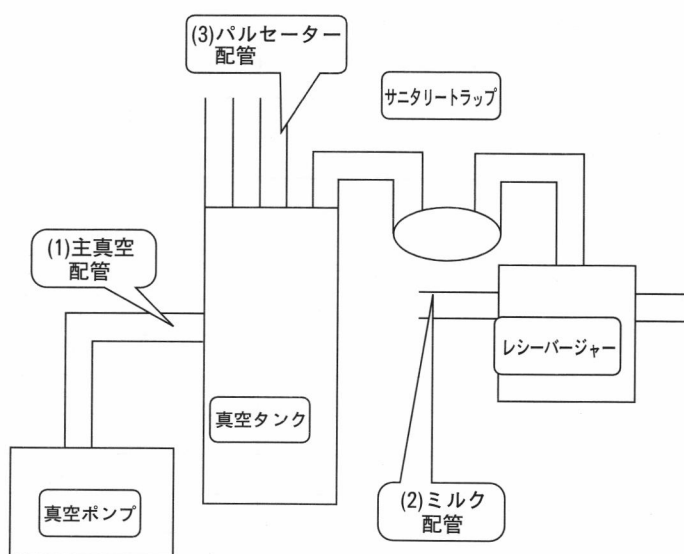 (3)パルセーター
配管
サニタリートラップ
(1)主真空
配管
レシーバージャー
真空タンク
(2)ミルク
配管
真空ポンプ